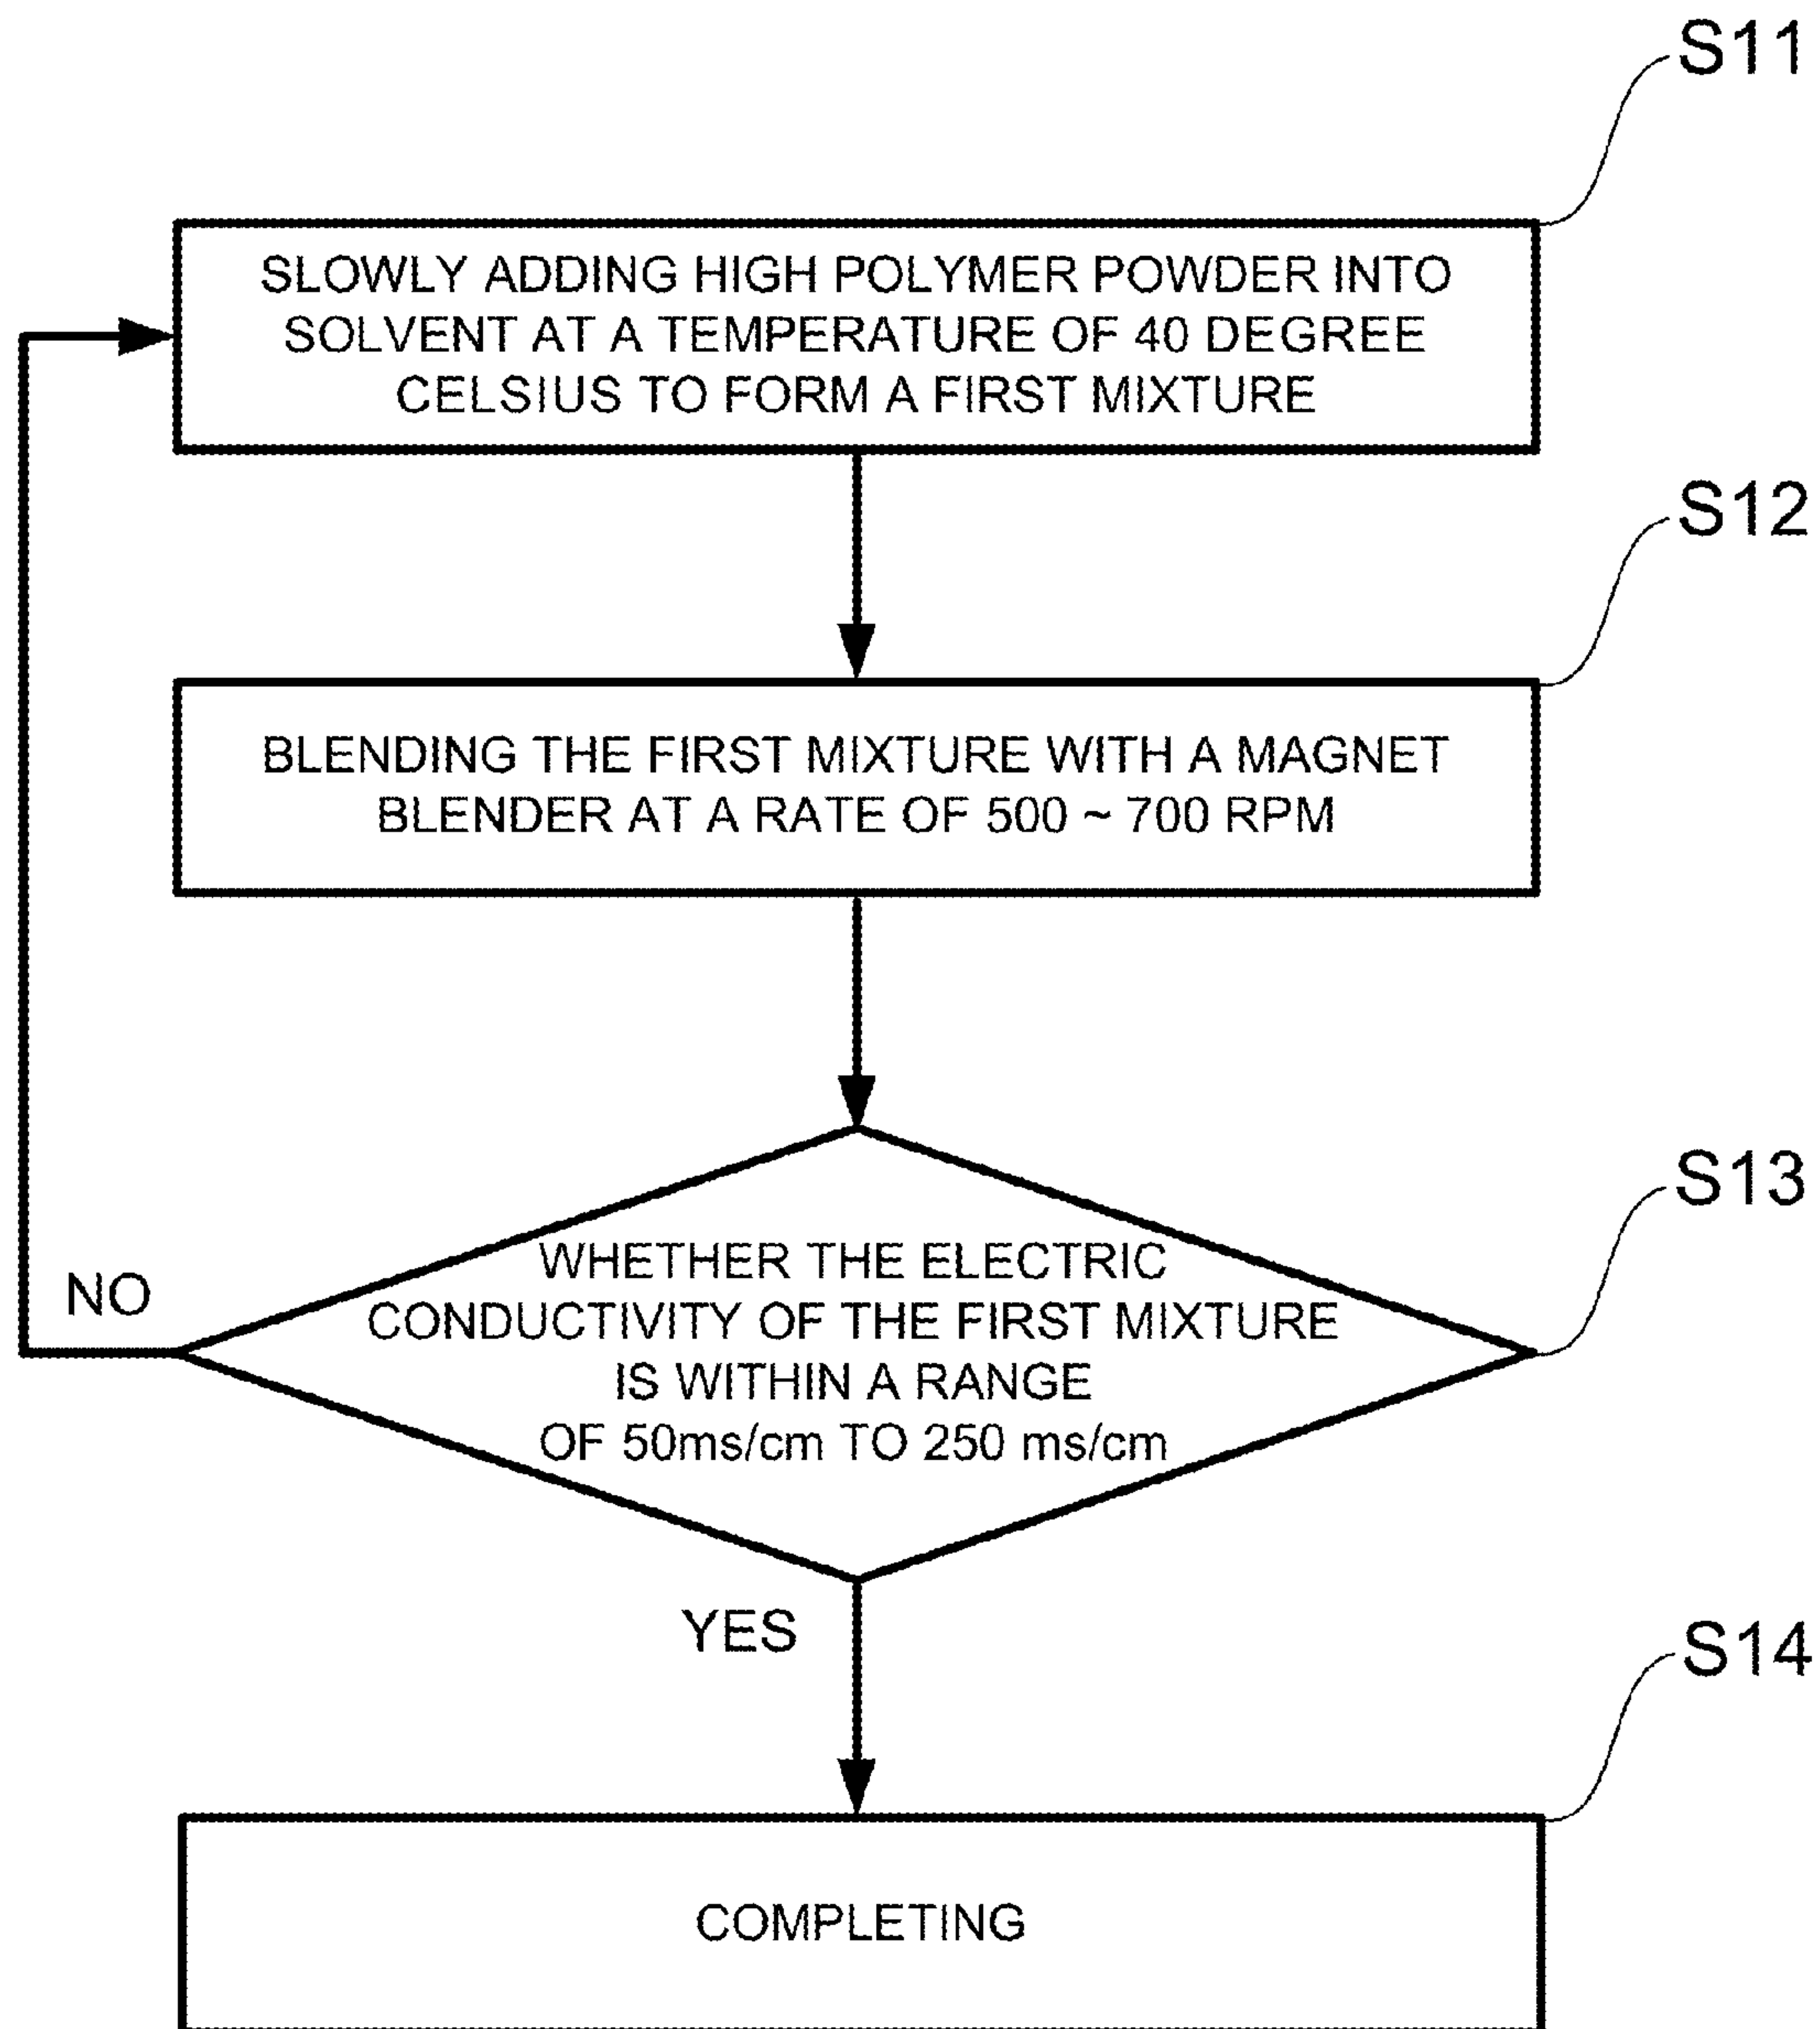 S11
SLOWLY ADDING HIGH POLYMER POWDER INTO
SOLVENT AT A TEMPERATURE OF 40 DEGREE
CELSIUS TO FORM A FIRST MIXTURE
S12
BLENDING THE FIRST MIXTURE WITH A MAGNET
BLENDER AT A RATE OF 500 ~ 700 RPM
S13
WHETHER THE ELECTRIC
CONDUCTIVITY OF THE FIRST MIXTURE
IS WITHIN A RANGE
OF 50ms/cm TO 250 ms/cm
NO
YES
S14
COMPLETING